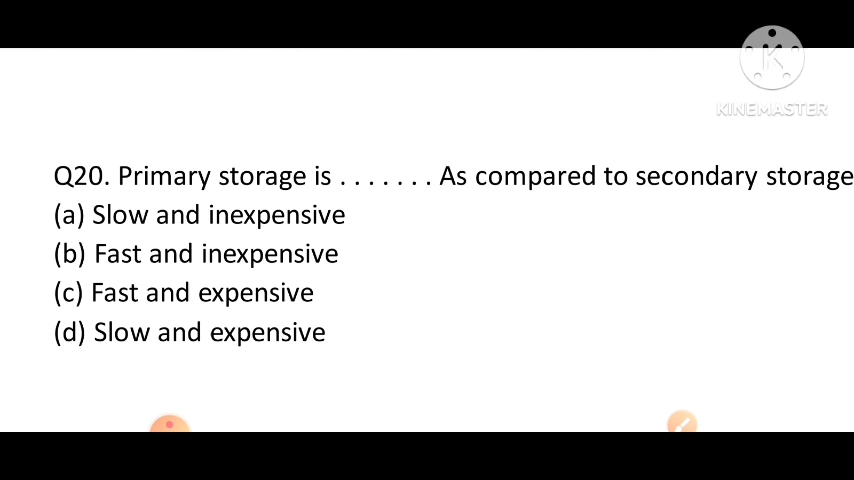 KINEMASTER
Q20. Primary storage is . . . . . . . As compared to secondary storage
(a) Slow and inexpensive
(b) Fast and inexpensive
(c) Fast and expensive
(d) Slow and expensive